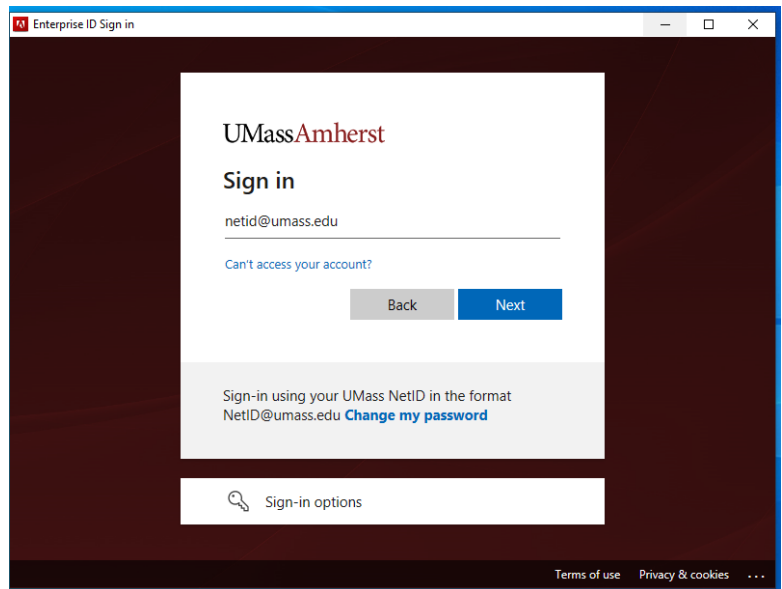 Enterprise ID Sign in
UMassAmherst
Sign in
netid@umass.edu
Can't access your account?
Back
Next
Sign-in using your UMass NetID in the format
NetID@umass.edu Change my password
Sign-in options
Terms of use Privacy & cookies ...